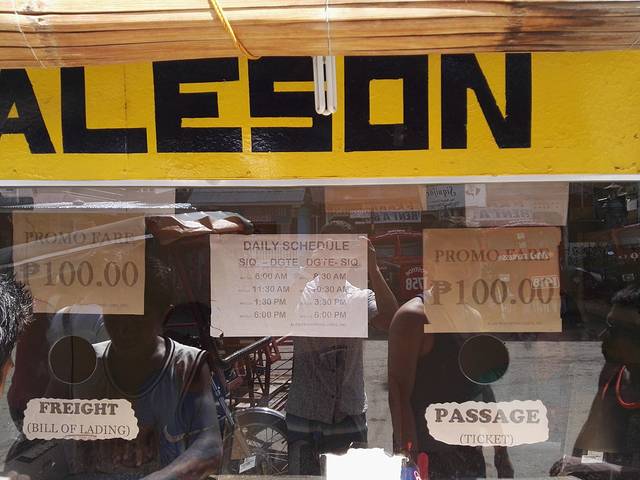 ALESON
PROMO FARE
₱100.00
DAILY SCHEDULE
SIQ - DGTE DGTE- SIQ
6:00 AM 8:30 AM
11:30 AM 10:30 AM
1:30 PM 3:30 PM
6:00 PM 6:00 PM
PROMO FARE
₱100.00
FREIGHT
(BILL OF LADING)
PASSAGE
(TICKET)